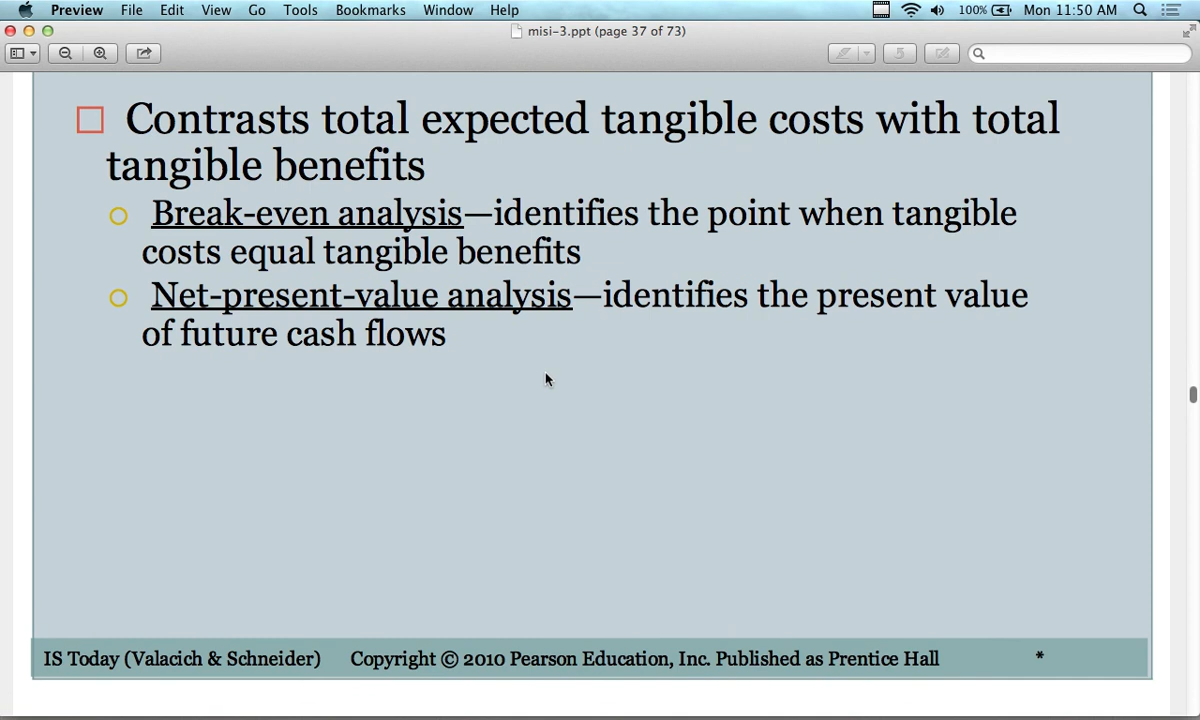 Preview File Edit View Go Tools Bookmarks Window Help 100% Mon 11:50 AM
misi-3.ppt (page 37 of 73)
5
Contrasts total expected tangible costs with total
tangible benefits
Break-even analysis—identifies the point when tangible
costs equal tangible benefits
Net-present-value analysis—identifies the present value
of future cash flows
IS Today (Valacich & Schneider) Copyright © 2010 Pearson Education, Inc. Published as Prentice Hall *